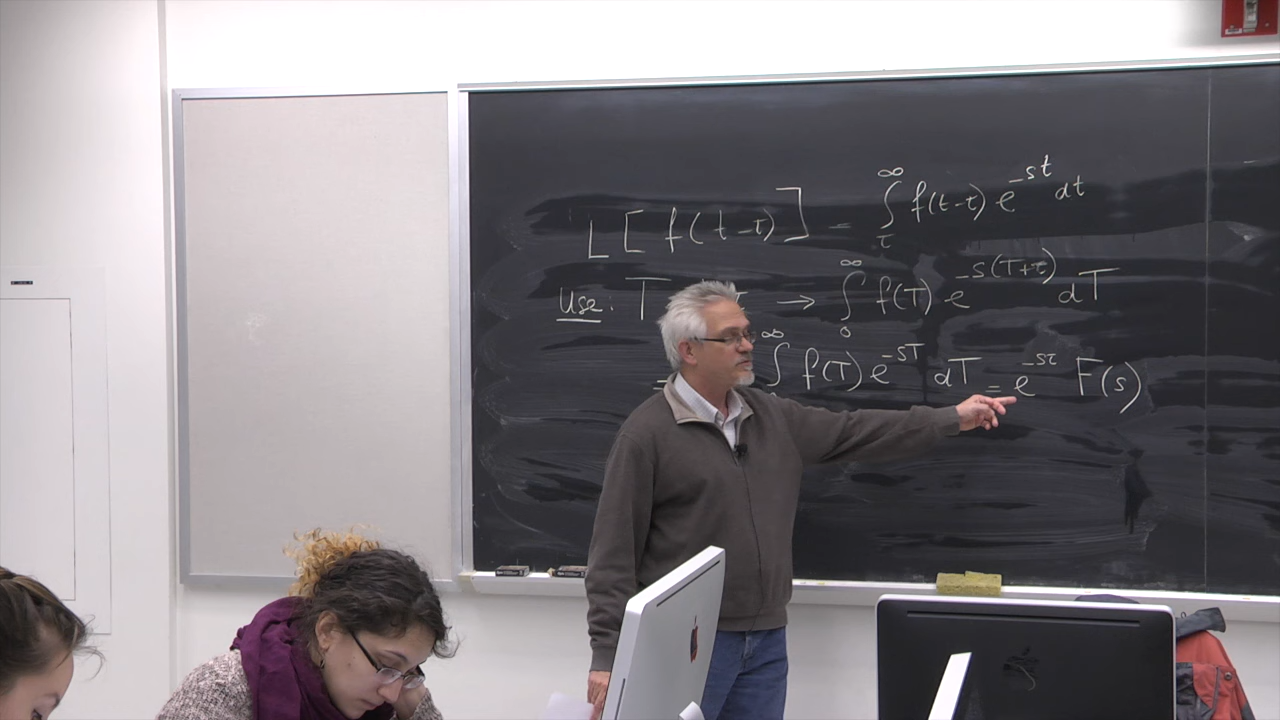 L[f(t-τ)] = ∫_τ^∞ f(t-τ) e^{-st} dt
Use: T → ∫_0^∞ f(T) e^{-s(T+τ)} dT
= ∫^∞ f(T) e^{-sT} dT = e^{-sτ} F(s)